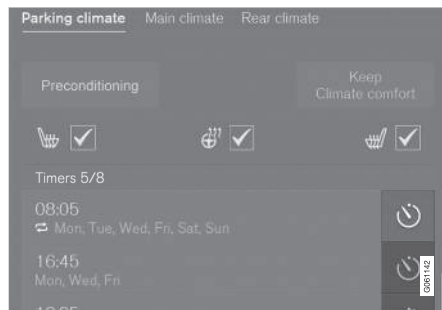 Parking climate Main climate Rear climate
Preconditioning
Keep
Climate comfort
Timers 5/8
08:05
Mon, Tue, Wed, Fri, Sat, Sun
16:45
Mon, Wed, Fri
G061142